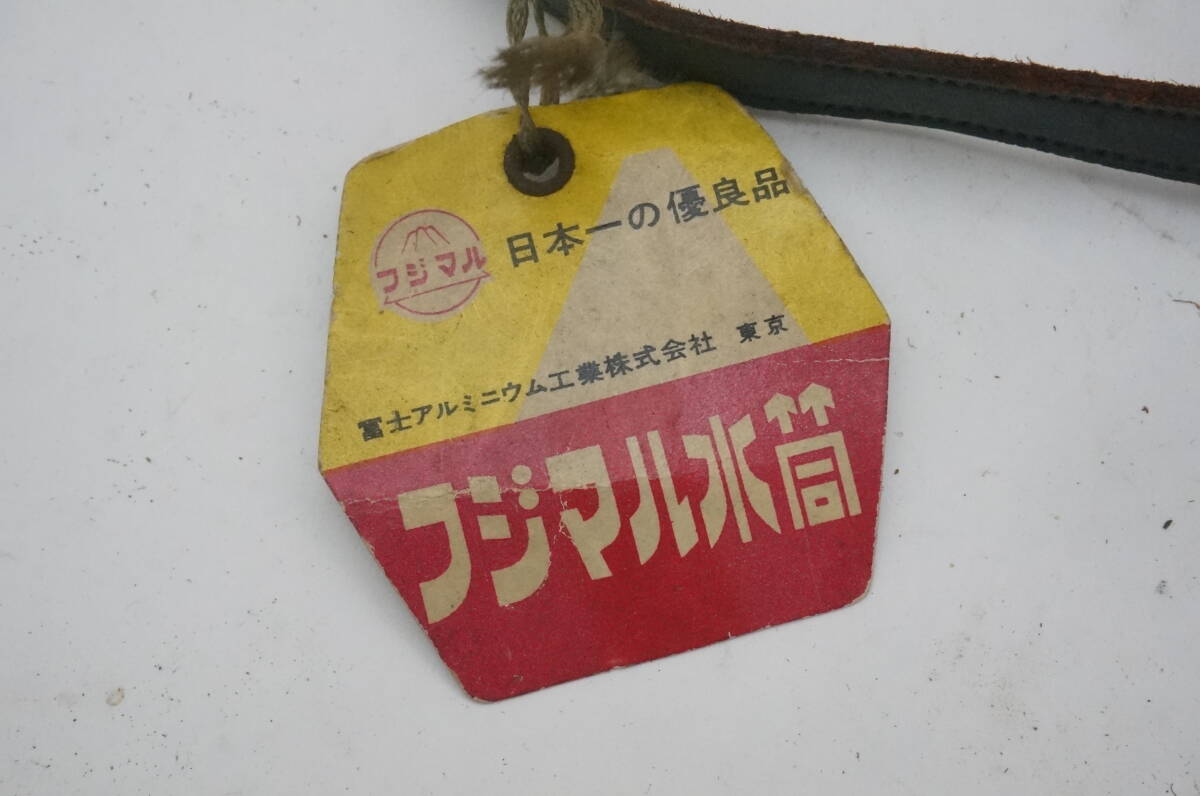 フジマル
日本一の優良品
冨士アルミニウム工業株式会社 東京
フジマル水筒